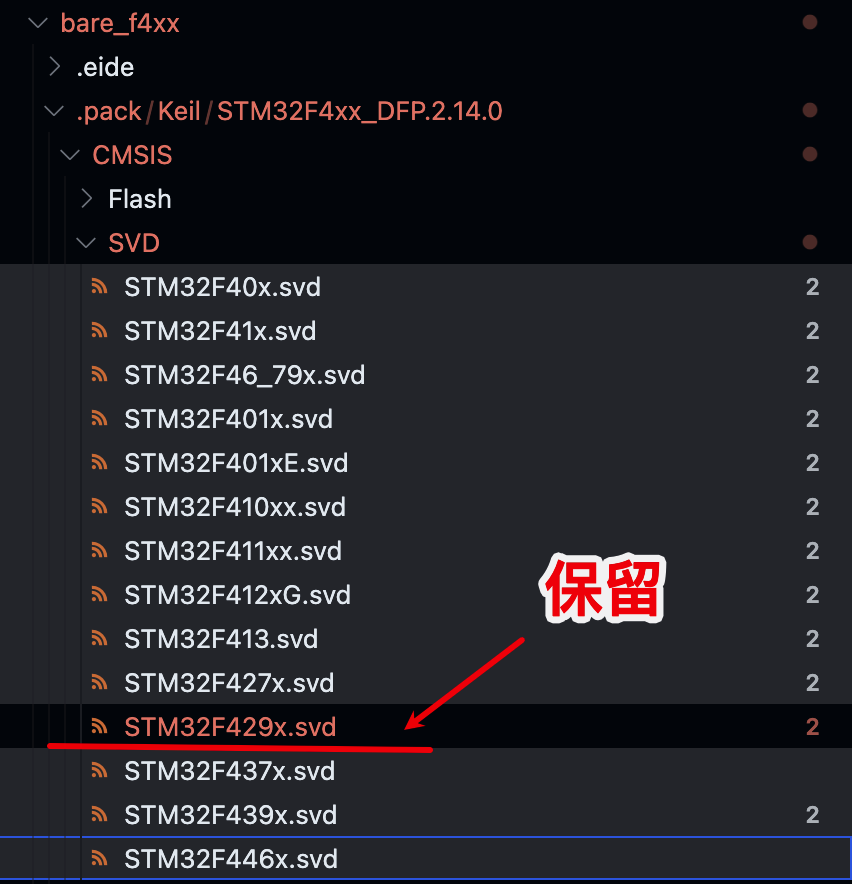 bare_f4xx
.eide
.pack/Keil/STM32F4xx_DFP.2.14.0
CMSIS
Flash
SVD
STM32F40x.svd 2
STM32F41x.svd 2
STM32F46_79x.svd 2
STM32F401x.svd 2
STM32F401xE.svd 2
STM32F410xx.svd 2
STM32F411xx.svd 2
STM32F412xG.svd 2
STM32F413.svd 2
STM32F427x.svd 2
保留
STM32F429x.svd 2
STM32F437x.svd
STM32F439x.svd 2
STM32F446x.svd